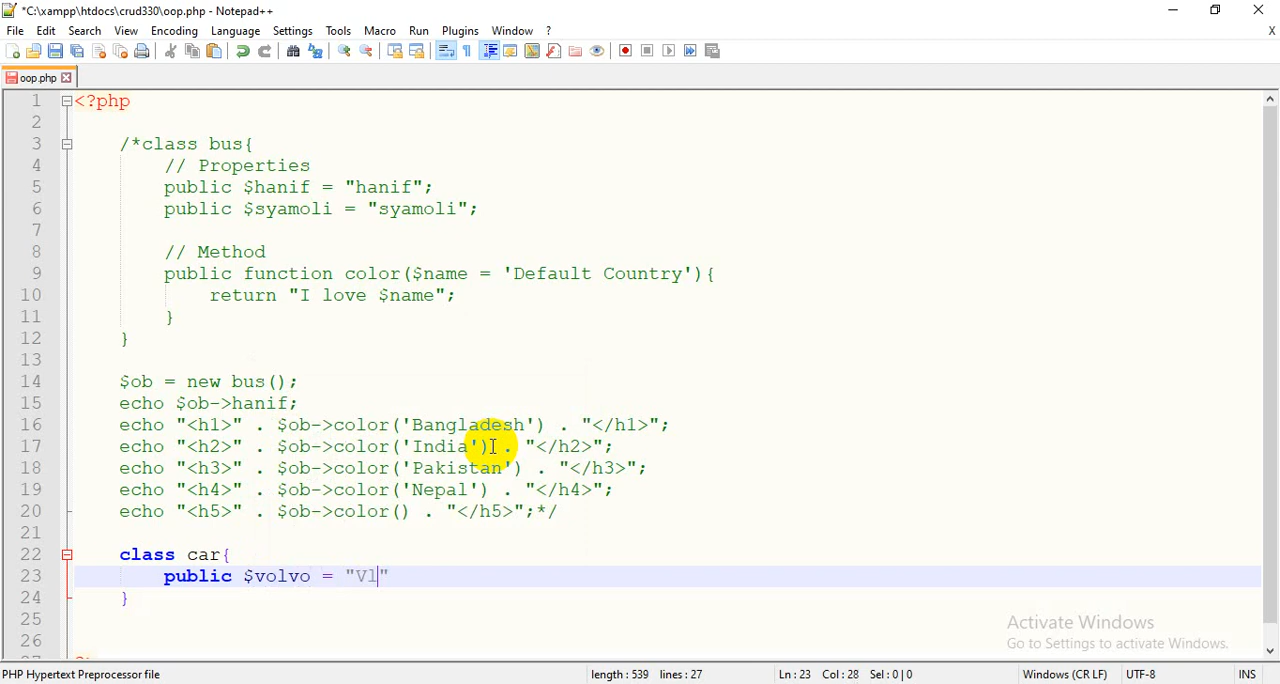 *C:\xampp\htdocs\crud330\oop.php - Notepad++
File Edit Search View Encoding Language Settings Tools Macro Run Plugins Window ? X
oop.php
1 <?php
2
3 /*class bus{
4 // Properties
5 public $hanif = "hanif";
6 public $syamoli = "syamoli";
7
8 // Method
9 public function color($name = 'Default Country'){
10 return "I love $name";
11 }
12 }
13
14 $ob = new bus();
15 echo $ob->hanif;
16 echo "<h1>" . $ob->color('Bangladesh') . "</h1>";
17 echo "<h2>" . $ob->color('India') . "</h2>";
18 echo "<h3>" . $ob->color('Pakistan') . "</h3>";
19 echo "<h4>" . $ob->color('Nepal') . "</h4>";
20 echo "<h5>" . $ob->color() . "</h5>";*/
21
22 class car{
23 public $volvo = "Vl"
24 }
25
26
Activate Windows
Go to Settings to activate Windows.
PHP Hypertext Preprocessor file length : 539 lines : 27 Ln : 23 Col : 28 Sel : 0 | 0 Windows (CR LF) UTF-8 INS